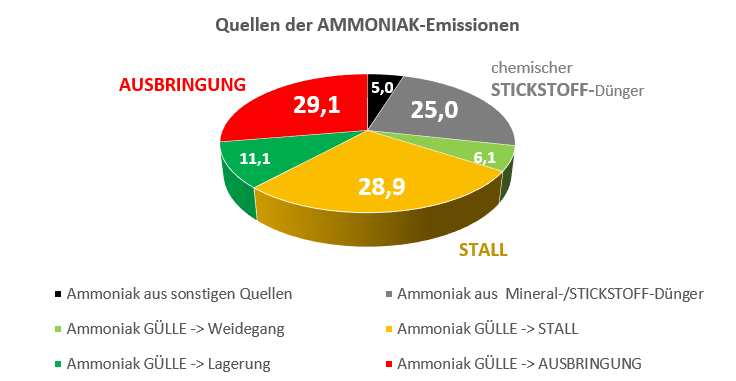 Quellen der AMMONIAK-Emissionen
chemischer
STICKSTOFF-Dünger
AUSBRINGUNG
5,0
29,1
25,0
11,1
6,1
28,9
STALL
Ammoniak aus sonstigen Quellen
Ammoniak aus Mineral-/STICKSTOFF-Dünger
Ammoniak GÜLLE -> Weidegang
Ammoniak GÜLLE -> STALL
Ammoniak GÜLLE -> Lagerung
Ammoniak GÜLLE -> AUSBRINGUNG